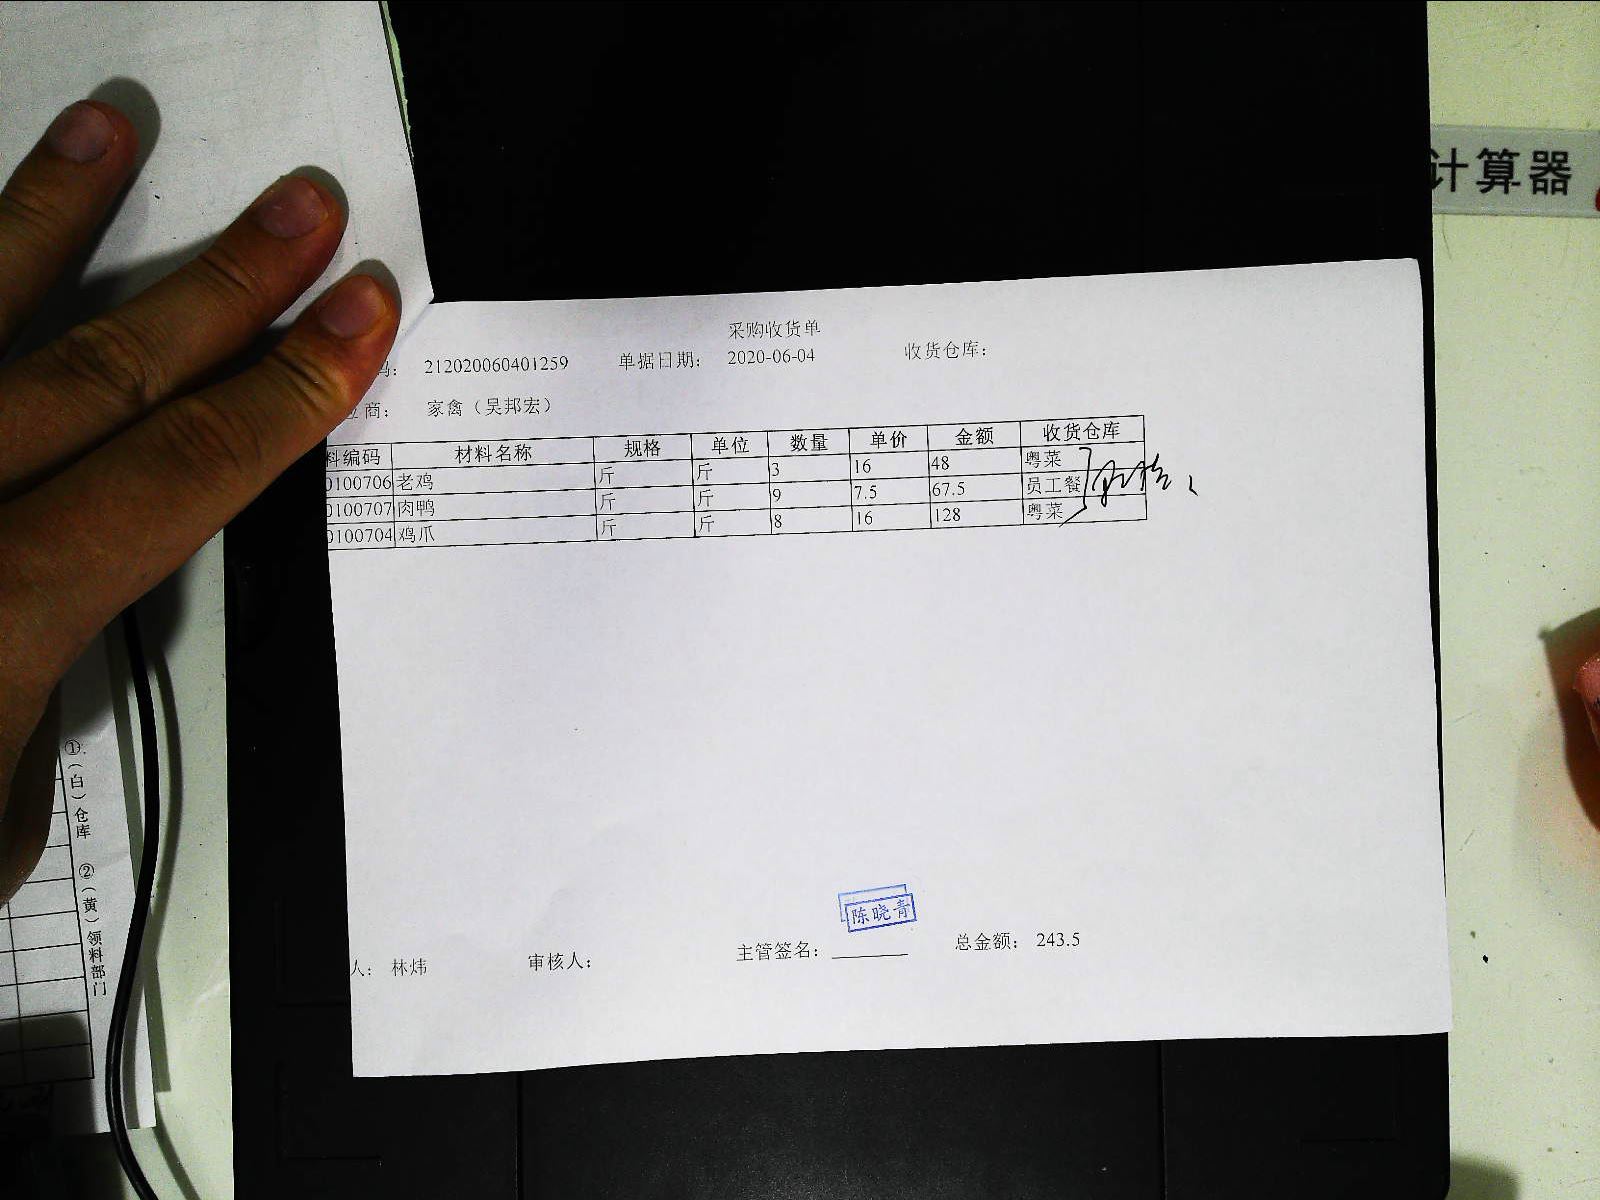 计算器
采购收货单
码： 212020060401259 单据日期： 2020-06-04 收货仓库：
应商： 家禽（吴邦宏）
料编码 材料名称 规格 单位 数量 单价 金额 收货仓库
0100706 老鸡 斤 斤 3 16 48 粤菜
0100707 肉鸭 斤 斤 9 7.5 67.5 员工餐
0100704 鸡爪 斤 斤 8 16 128 粤菜
陈晓青
人： 林炜 审核人： 主管签名： 总金额： 243.5
①（白）仓库 ②（黄）领料部门